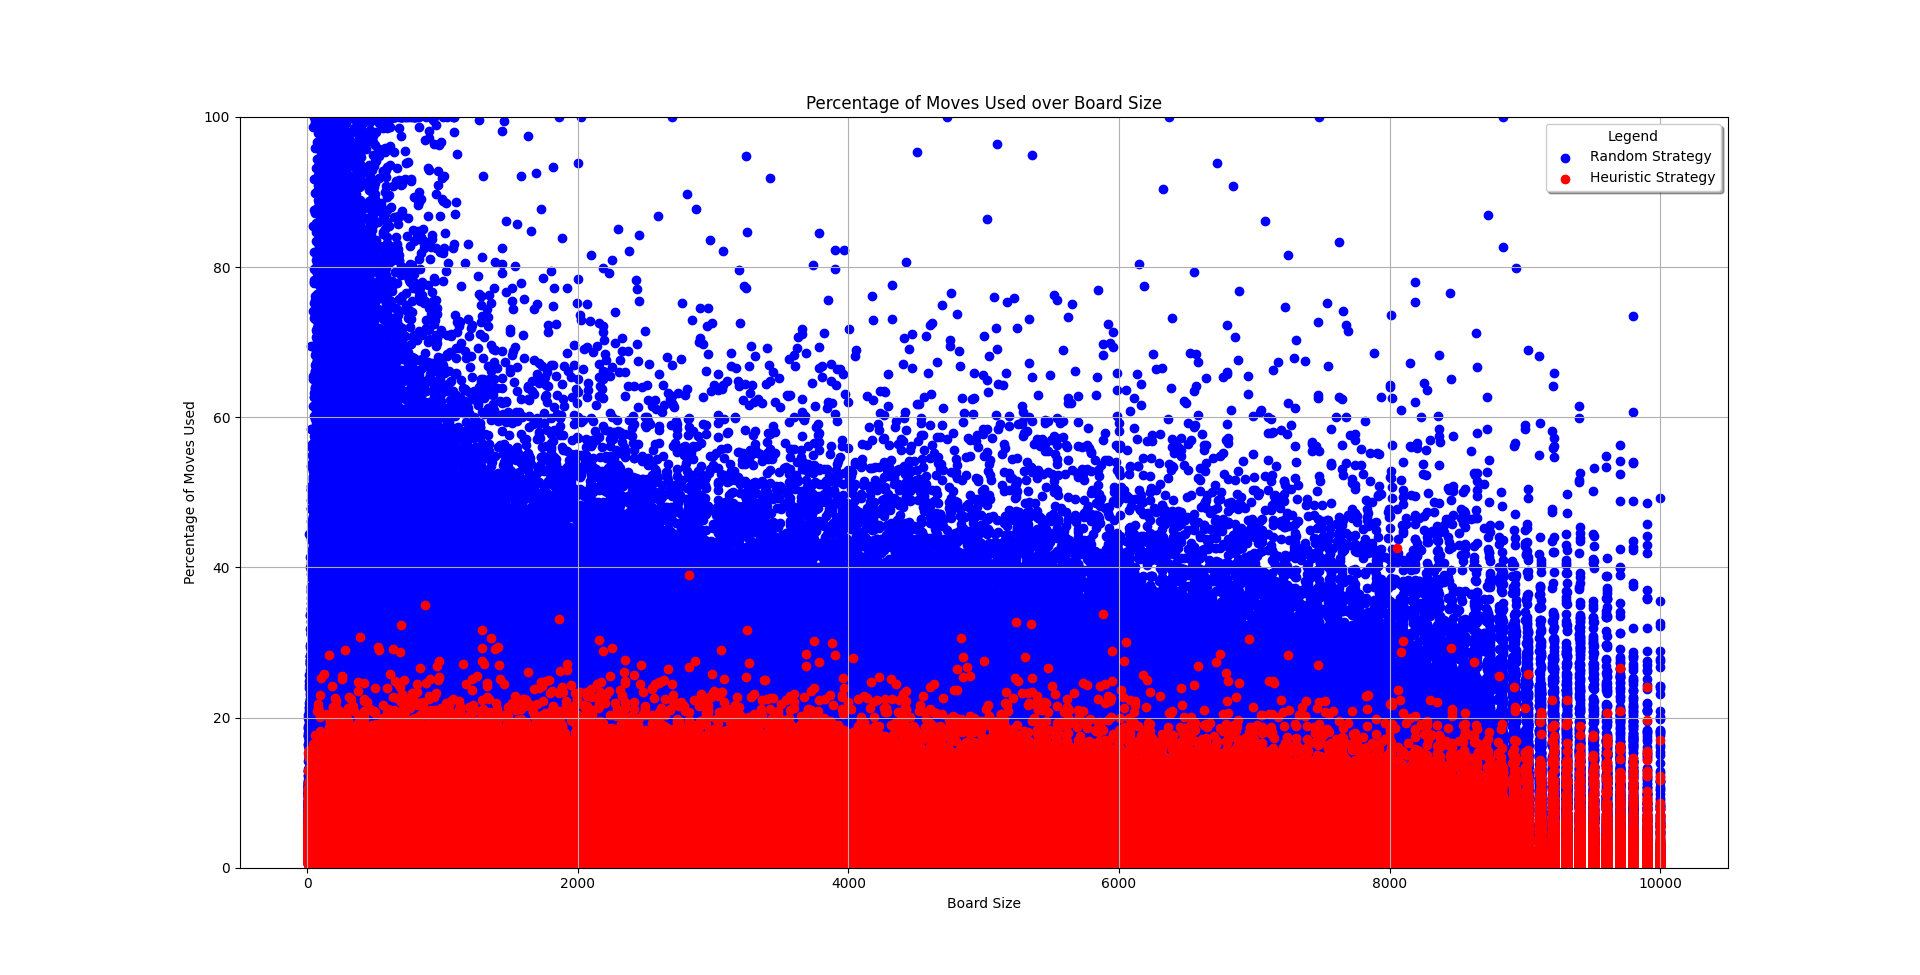 Percentage of Moves Used over Board Size
Legend
Random Strategy
Heuristic Strategy
Percentage of Moves Used
100
80
60
40
20
0
0
2000
4000
6000
8000
10000
Board Size